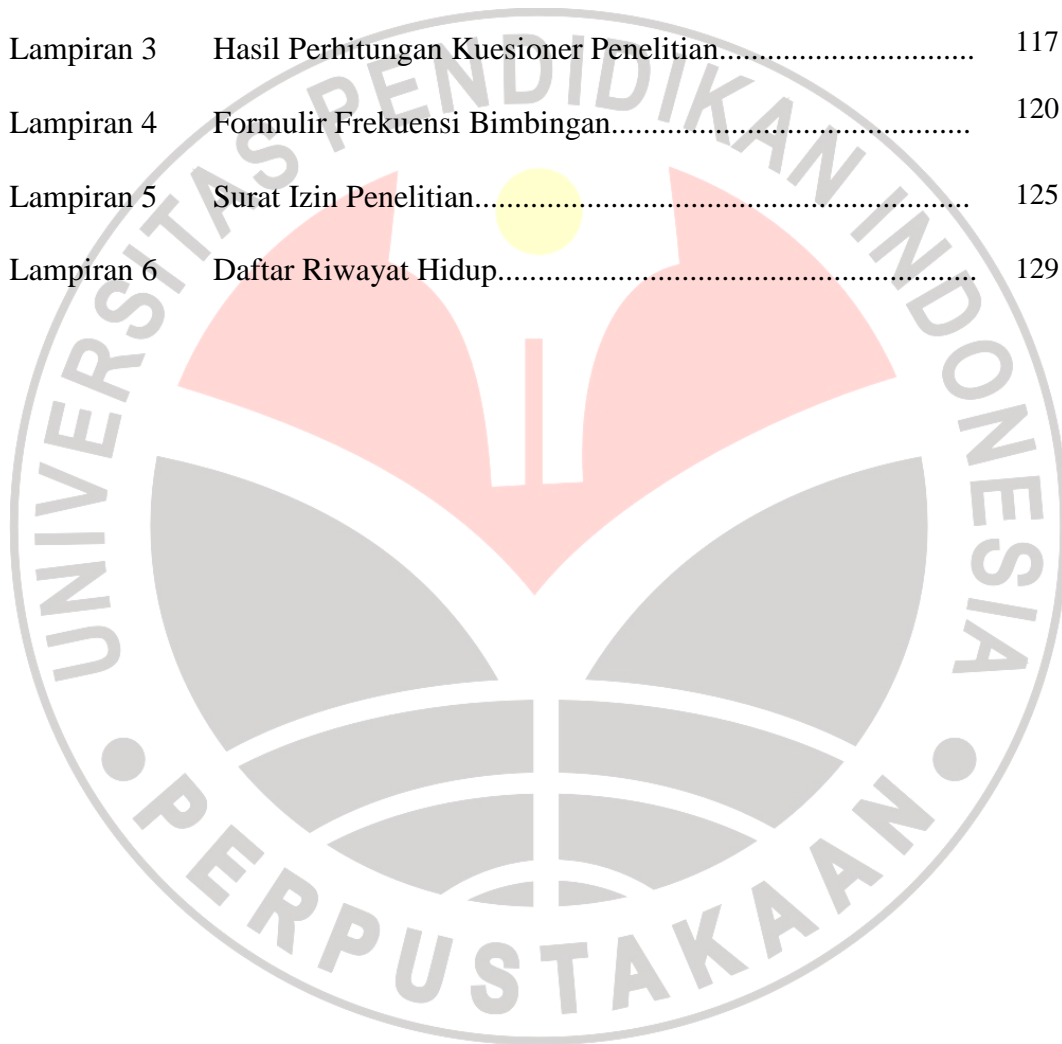 Lampiran 3 Hasil Perhitungan Kuesioner Penelitian................................ 117
Lampiran 4 Formulir Frekuensi Bimbingan............................................. 120
Lampiran 5 Surat Izin Penelitian.............................................................. 125
Lampiran 6 Daftar Riwayat Hidup............................................................ 129
UNIVERSITAS PENDIDIKAN INDONESIA
PERPUSTAKAAN